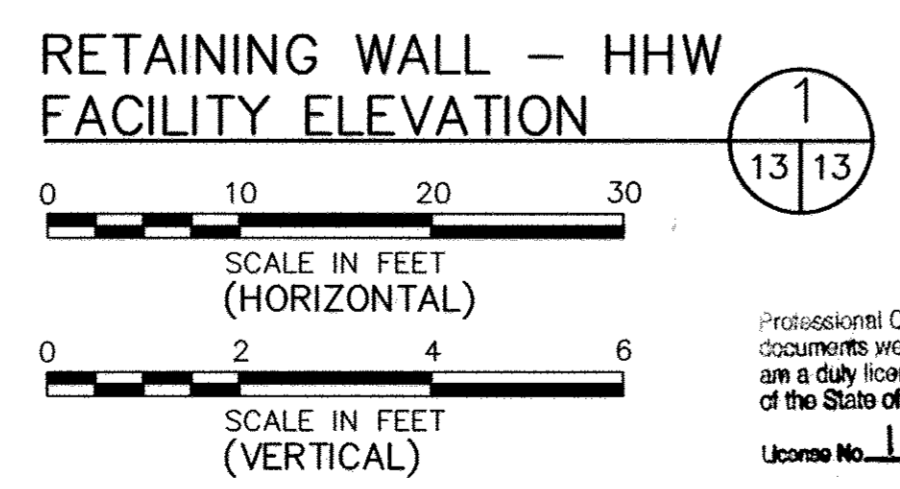 RETAINING WALL – HHW
FACILITY ELEVATION
1
13 13
0 10 20 30
SCALE IN FEET
(HORIZONTAL)
0 2 4 6
SCALE IN FEET
(VERTICAL)
Professional C
documents we
am a duly licen
of the State of
License No.